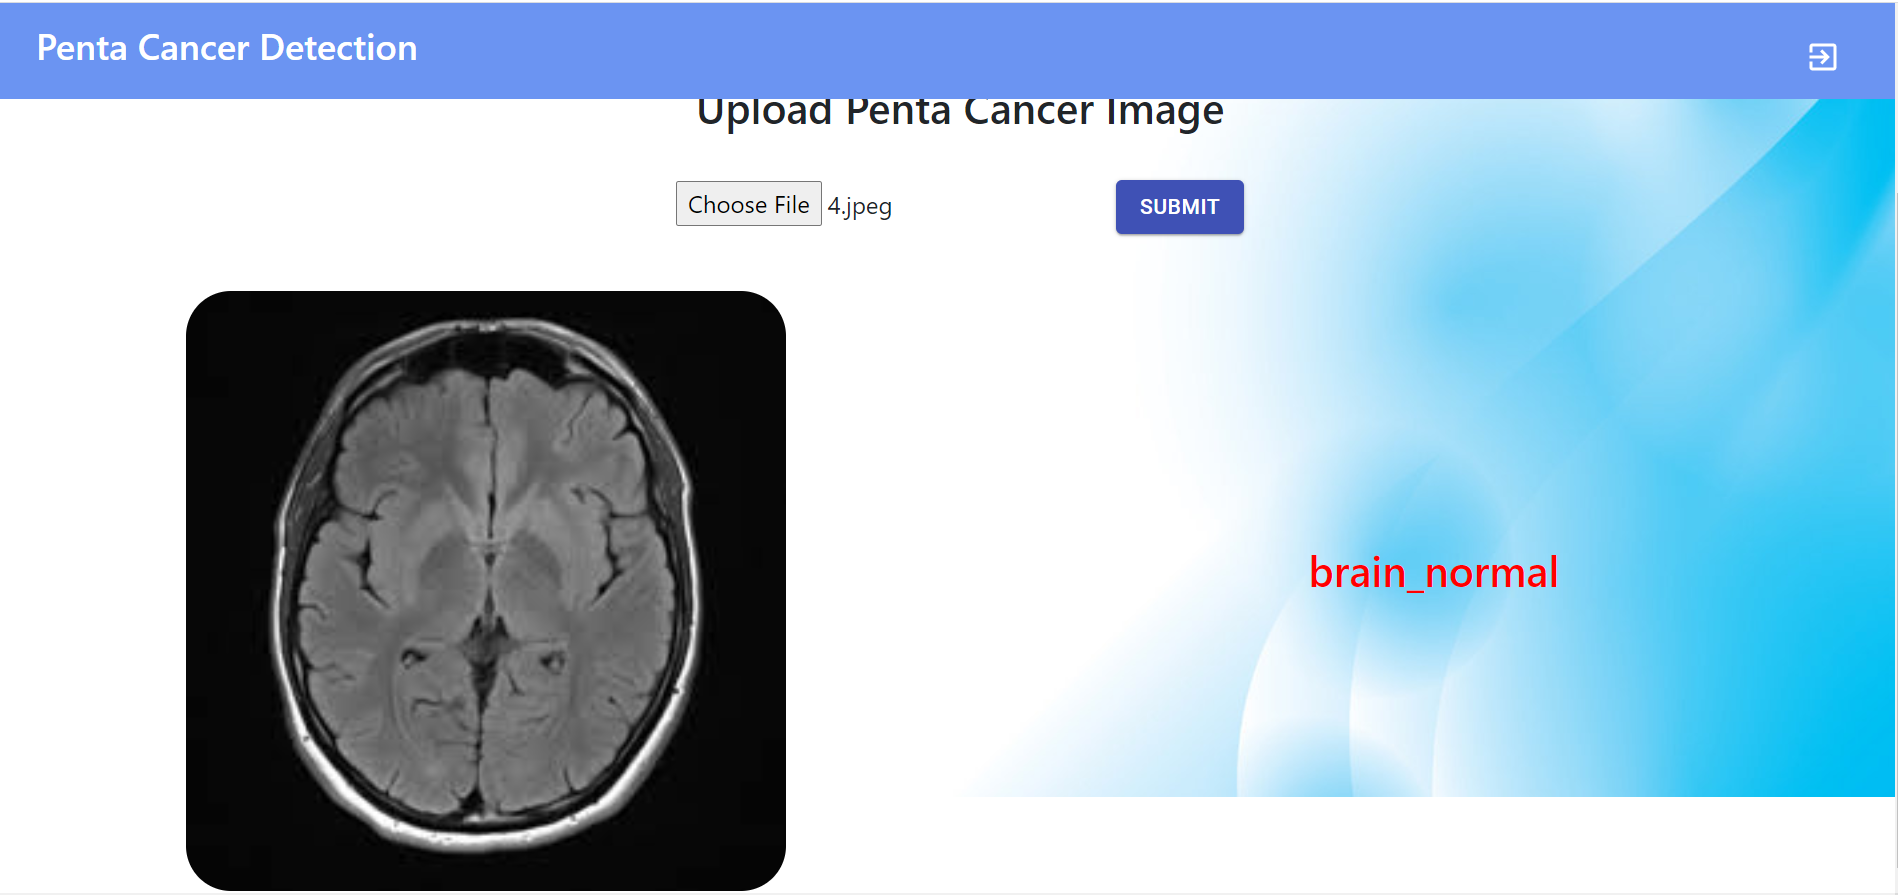 Penta Cancer Detection
Upload Penta Cancer Image
Choose File 4.jpeg
SUBMIT
brain_normal